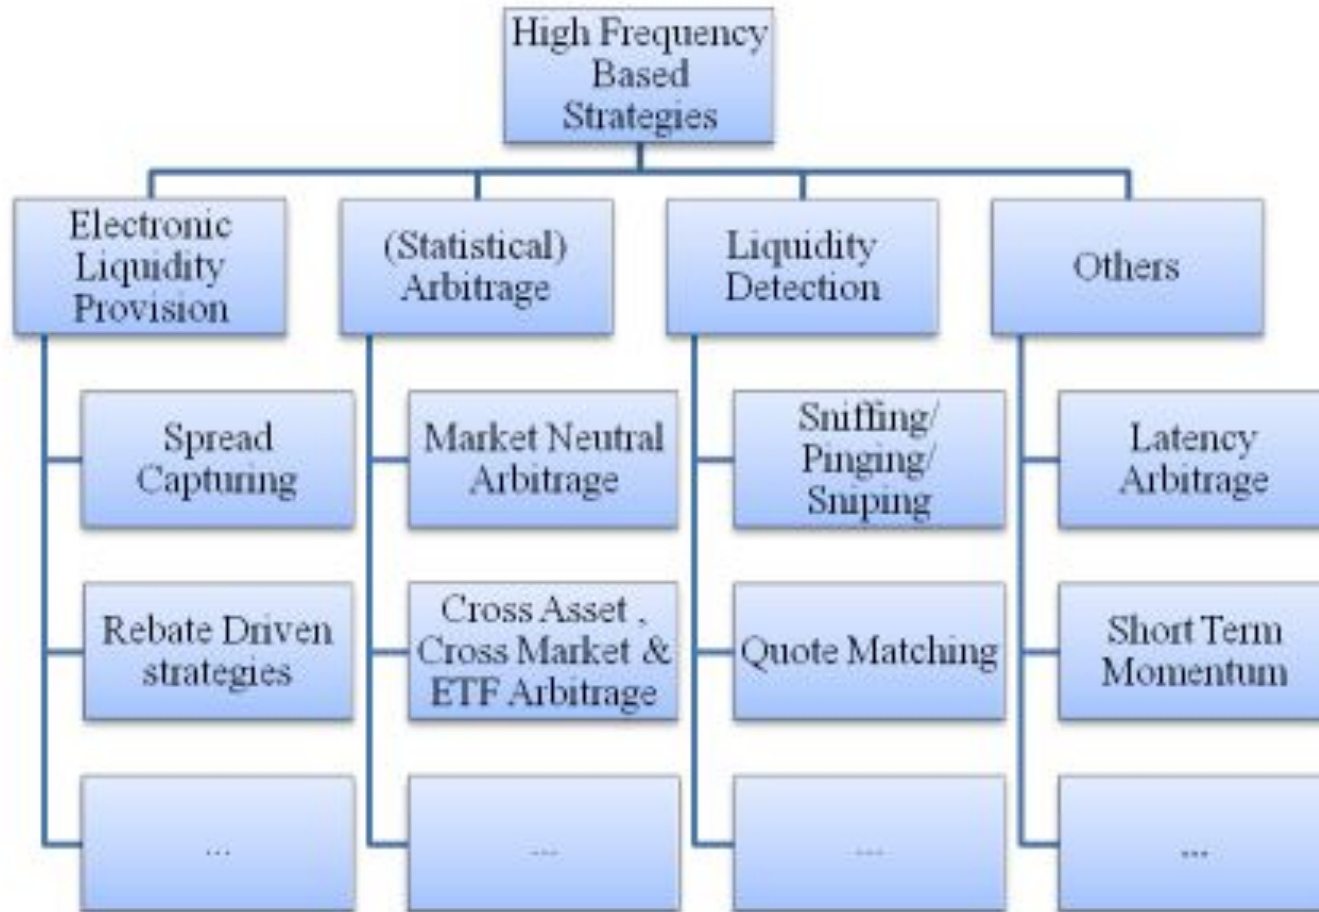 High Frequency
Based
Strategies
Electronic
Liquidity
Provision
(Statistical)
Arbitrage
Liquidity
Detection
Others
Spread
Capturing
Market Neutral
Arbitrage
Sniffing/
Pinging/
Sniping
Latency
Arbitrage
Rebate Driven
strategies
Cross Asset ,
Cross Market &
ETF Arbitrage
Quote Matching
Short Term
Momentum
...
...
...
...